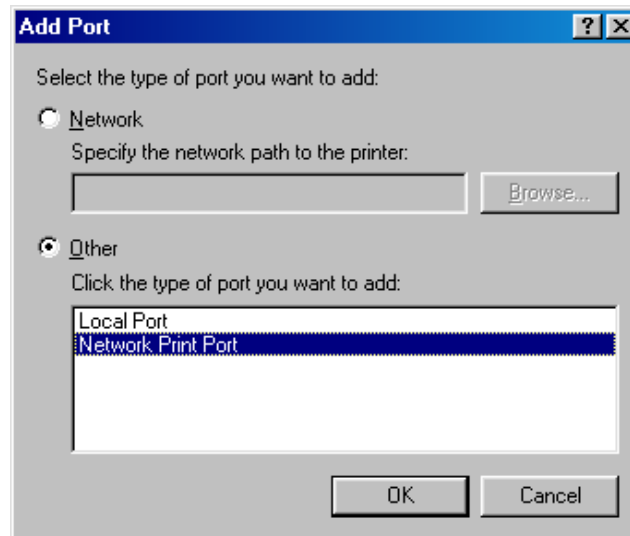 Add Port
Select the type of port you want to add:
Network
Specify the network path to the printer:
Browse...
Other
Click the type of port you want to add:
Local Port
Network Print Port
OK
Cancel